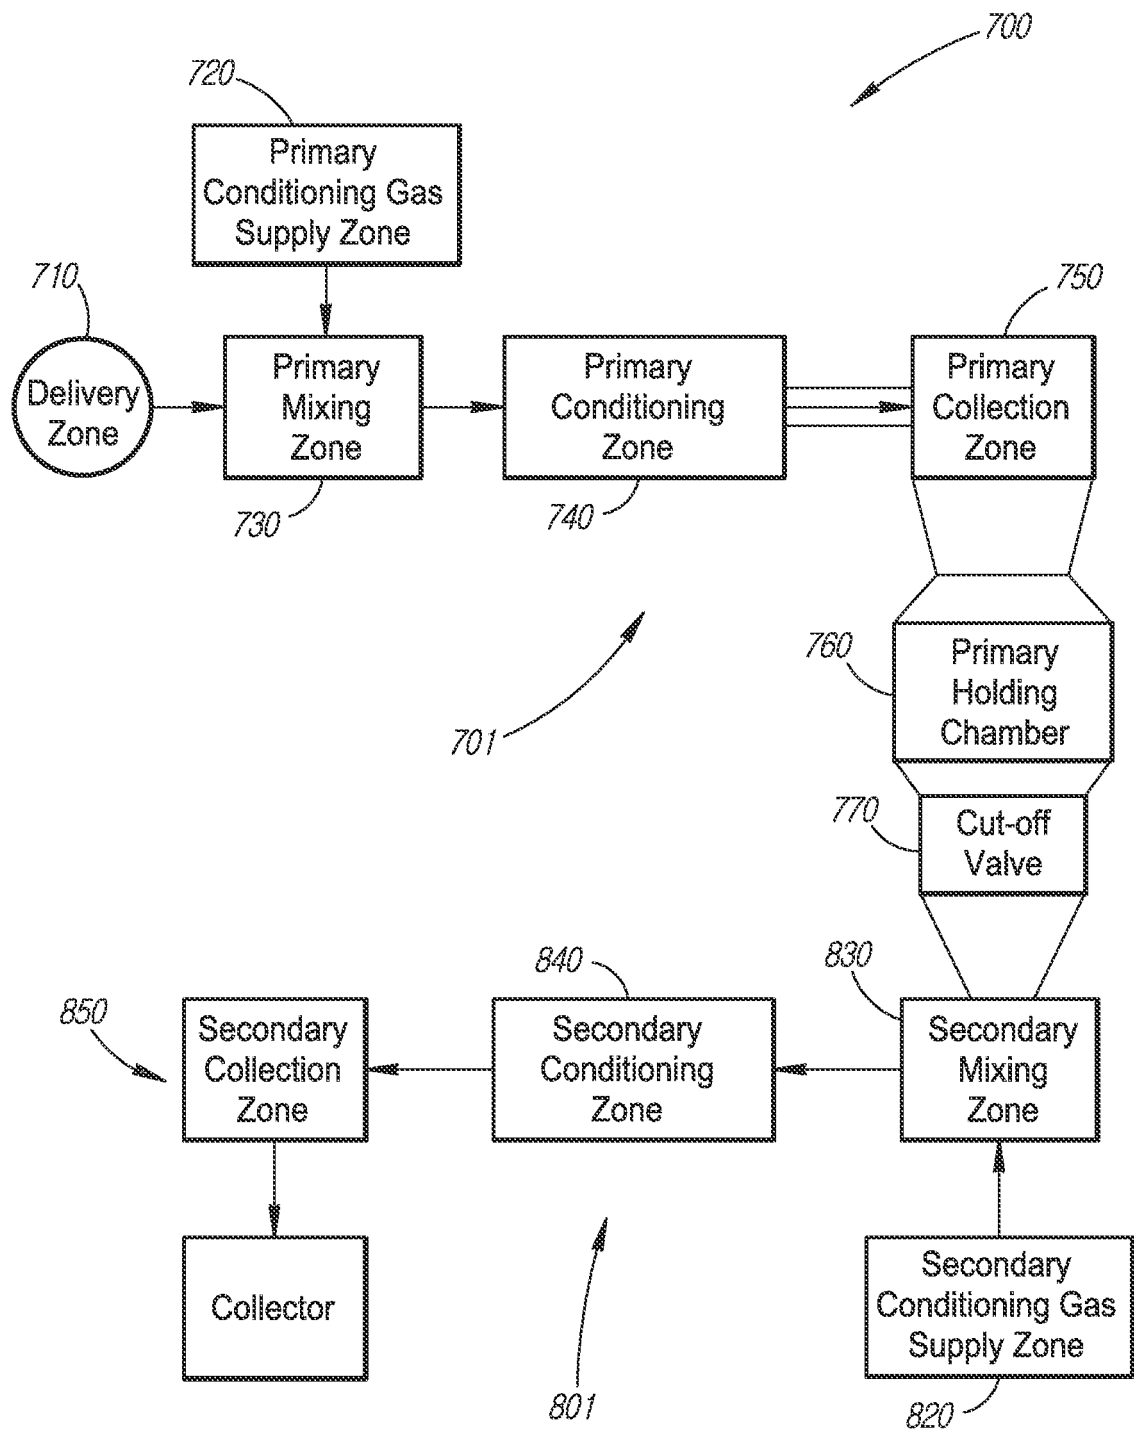 700
720
Primary
Conditioning Gas
Supply Zone
710
750
Delivery
Zone
Primary
Mixing
Zone
Primary
Conditioning
Zone
Primary
Collection
Zone
730
740
760
Primary
Holding
Chamber
701
770
Cut-off
Valve
840
830
850
Secondary
Collection
Zone
Secondary
Conditioning
Zone
Secondary
Mixing
Zone
Collector
Secondary
Conditioning Gas
Supply Zone
801
820